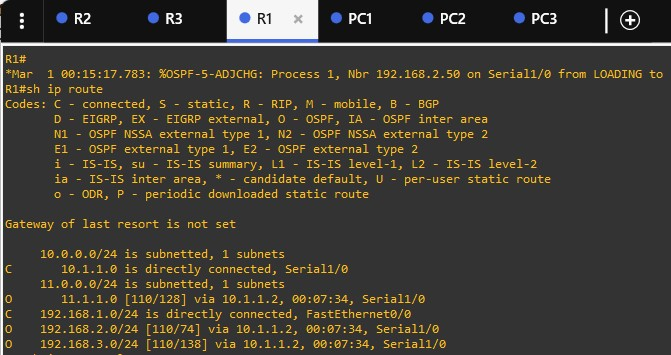 R2 R3 R1 × PC1 PC2 PC3
R1#
*Mar  1 00:15:17.783: %OSPF-5-ADJCHG: Process 1, Nbr 192.168.2.50 on Serial1/0 from LOADING to
R1#sh ip route
Codes: C - connected, S - static, R - RIP, M - mobile, B - BGP
       D - EIGRP, EX - EIGRP external, O - OSPF, IA - OSPF inter area
       N1 - OSPF NSSA external type 1, N2 - OSPF NSSA external type 2
       E1 - OSPF external type 1, E2 - OSPF external type 2
       i - IS-IS, su - IS-IS summary, L1 - IS-IS level-1, L2 - IS-IS level-2
       ia - IS-IS inter area, * - candidate default, U - per-user static route
       o - ODR, P - periodic downloaded static route
Gateway of last resort is not set
     10.0.0.0/24 is subnetted, 1 subnets
C       10.1.1.0 is directly connected, Serial1/0
     11.0.0.0/24 is subnetted, 1 subnets
O       11.1.1.0 [110/128] via 10.1.1.2, 00:07:34, Serial1/0
C    192.168.1.0/24 is directly connected, FastEthernet0/0
O    192.168.2.0/24 [110/74] via 10.1.1.2, 00:07:34, Serial1/0
O    192.168.3.0/24 [110/138] via 10.1.1.2, 00:07:34, Serial1/0